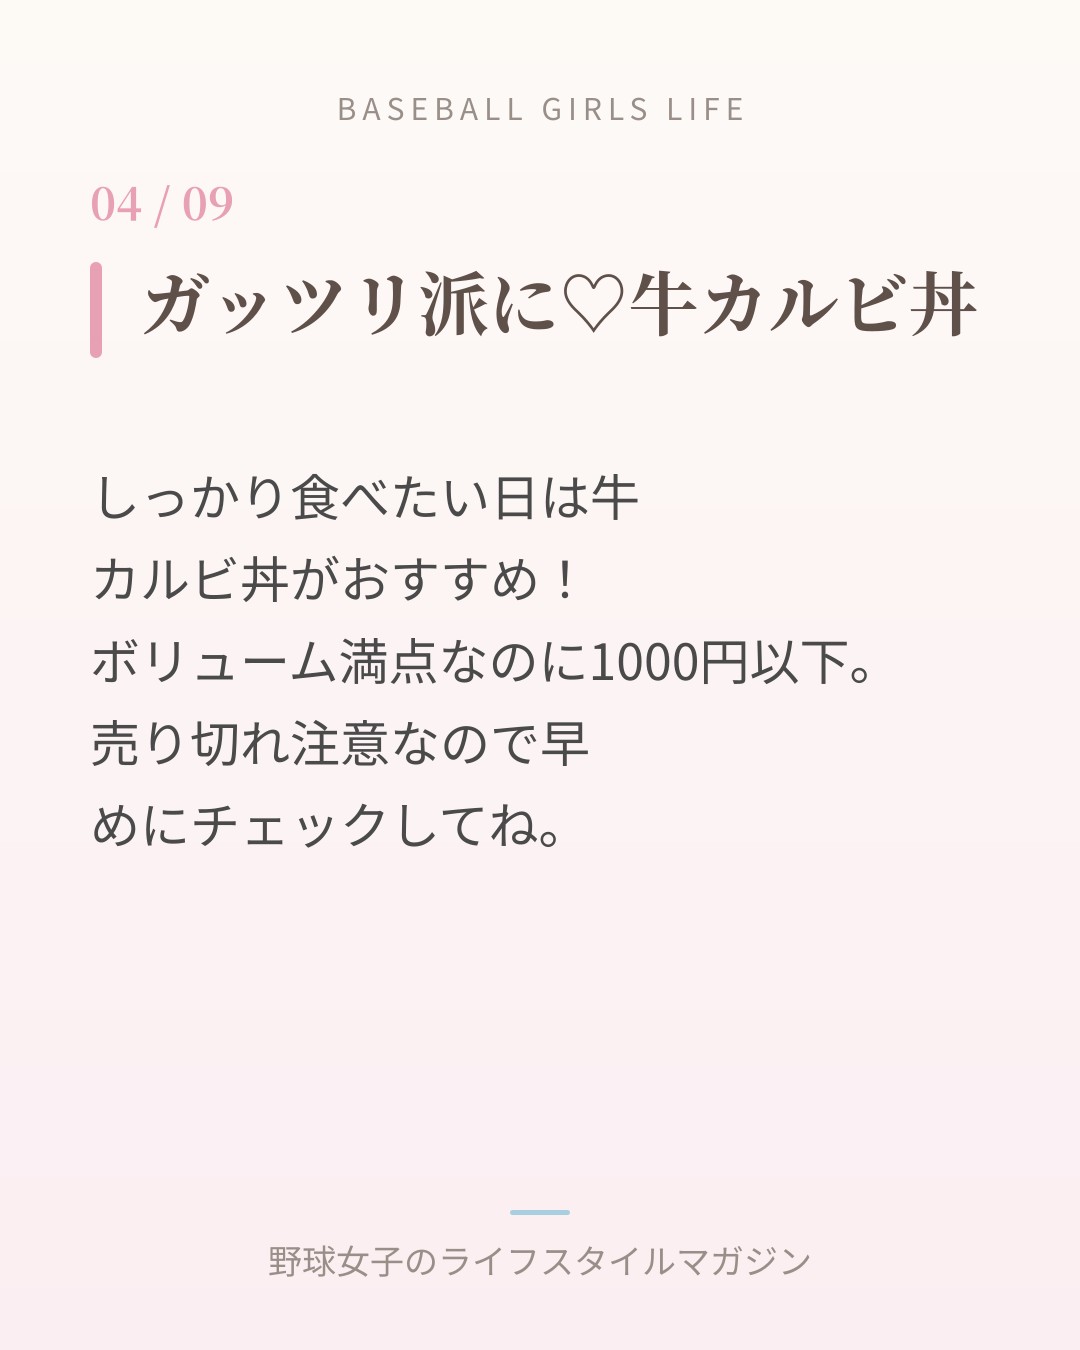 BASEBALL GIRLS LIFE
04 / 09
ガッツリ派に♡牛カルビ丼
しっかり食べたい日は牛
カルビ丼がおすすめ！
ボリューム満点なのに1000円以下。
売り切れ注意なので早
めにチェックしてね。
野球女子のライフスタイルマガジン